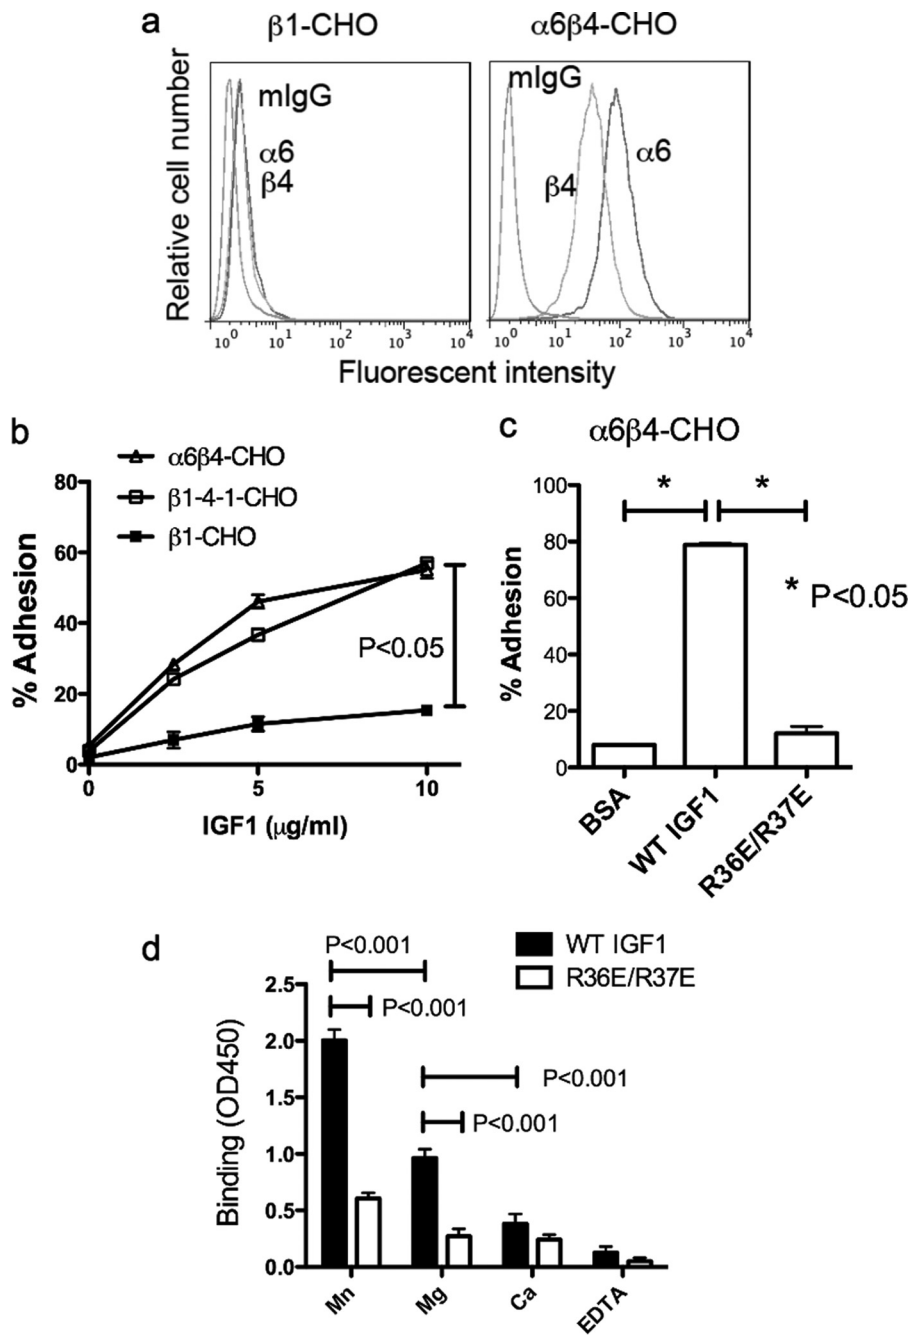 a
β1-CHO
α6β4-CHO
Relative cell number
mIgG
α6
β4
mIgG
β4
α6
10⁰ 10¹ 10² 10³ 10⁴
10⁰ 10¹ 10² 10³ 10⁴
Fluorescent intensity
b
α6β4-CHO
β1-4-1-CHO
β1-CHO
% Adhesion
80
60
40
20
0
P<0.05
0 5 10
IGF1 (μg/ml)
c
α6β4-CHO
% Adhesion
100
80
60
40
20
0
* *
* P<0.05
BSA
WT IGF1
R36E/R37E
d
WT IGF1
R36E/R37E
Binding (OD450)
2.5
2.0
1.5
1.0
0.5
0.0
P<0.001
P<0.001
P<0.001
P<0.001
Mn
Mg
Ca
EDTA